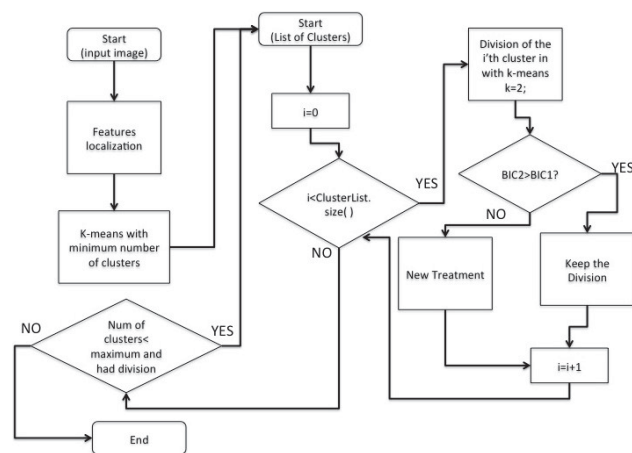 Start
(input image)
Features
localization
K-means with
minimum number
of clusters
Start
(List of Clusters)
i=0
i<ClusterList.
size( )
YES
NO
Division of the
i'th cluster in
with k-means
k=2;
BIC2>BIC1?
YES
NO
New Treatment
Keep the
Division
i=i+1
Num of
clusters<
maximum and
had division
NO
YES
End